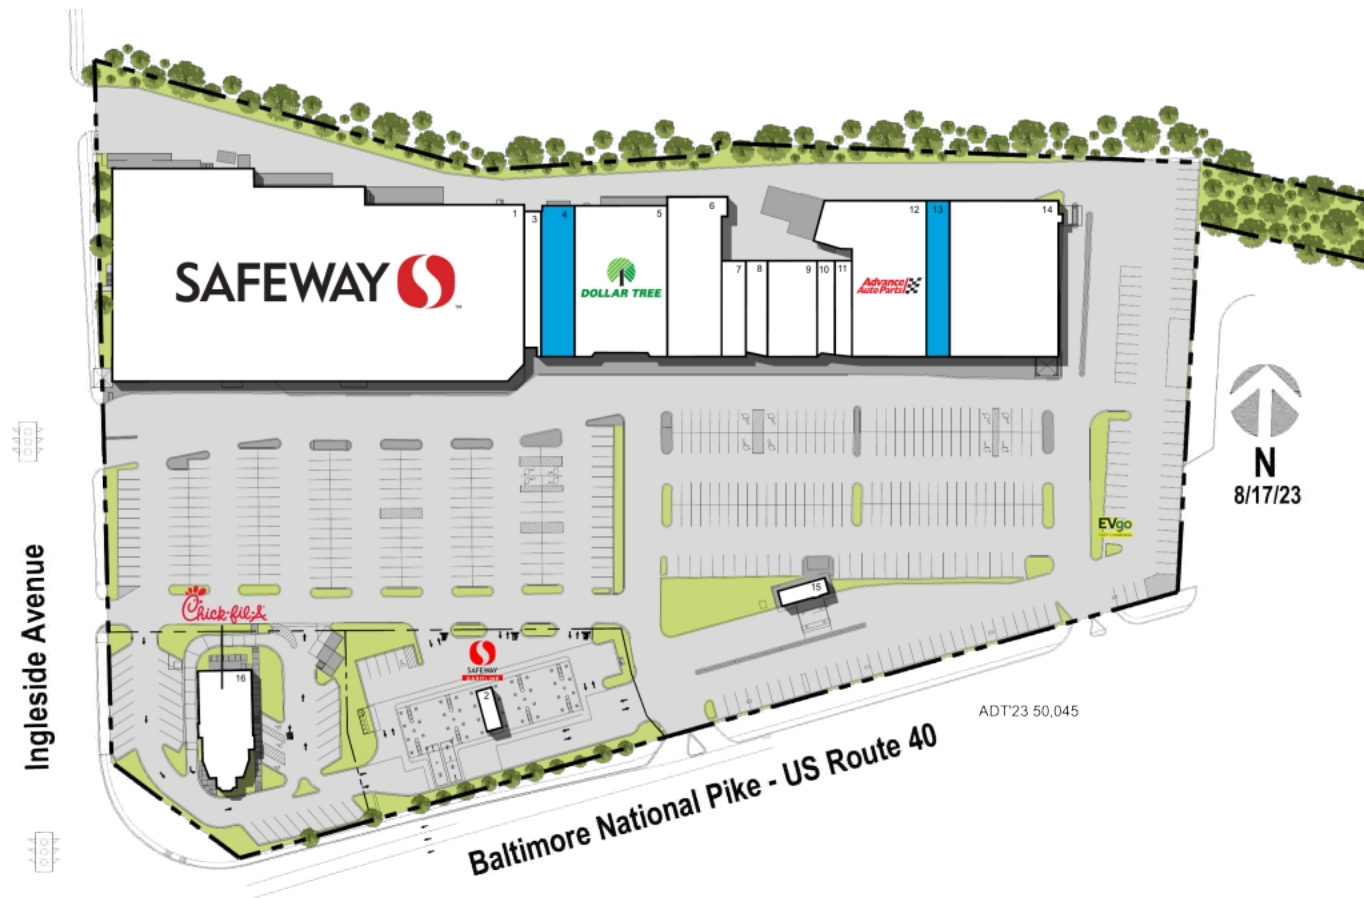 1
3
4
5
6
12
13
14
SAFEWAY
™
DOLLAR TREE
7
8
9
10
11
Advance
Auto Parts
N
8/17/23
EVgo
Chick-fil-A
15
SAFEWAY
GASOLINE
16
2
Ingleside Avenue
ADT'23 50,045
Baltimore National Pike - US Route 40